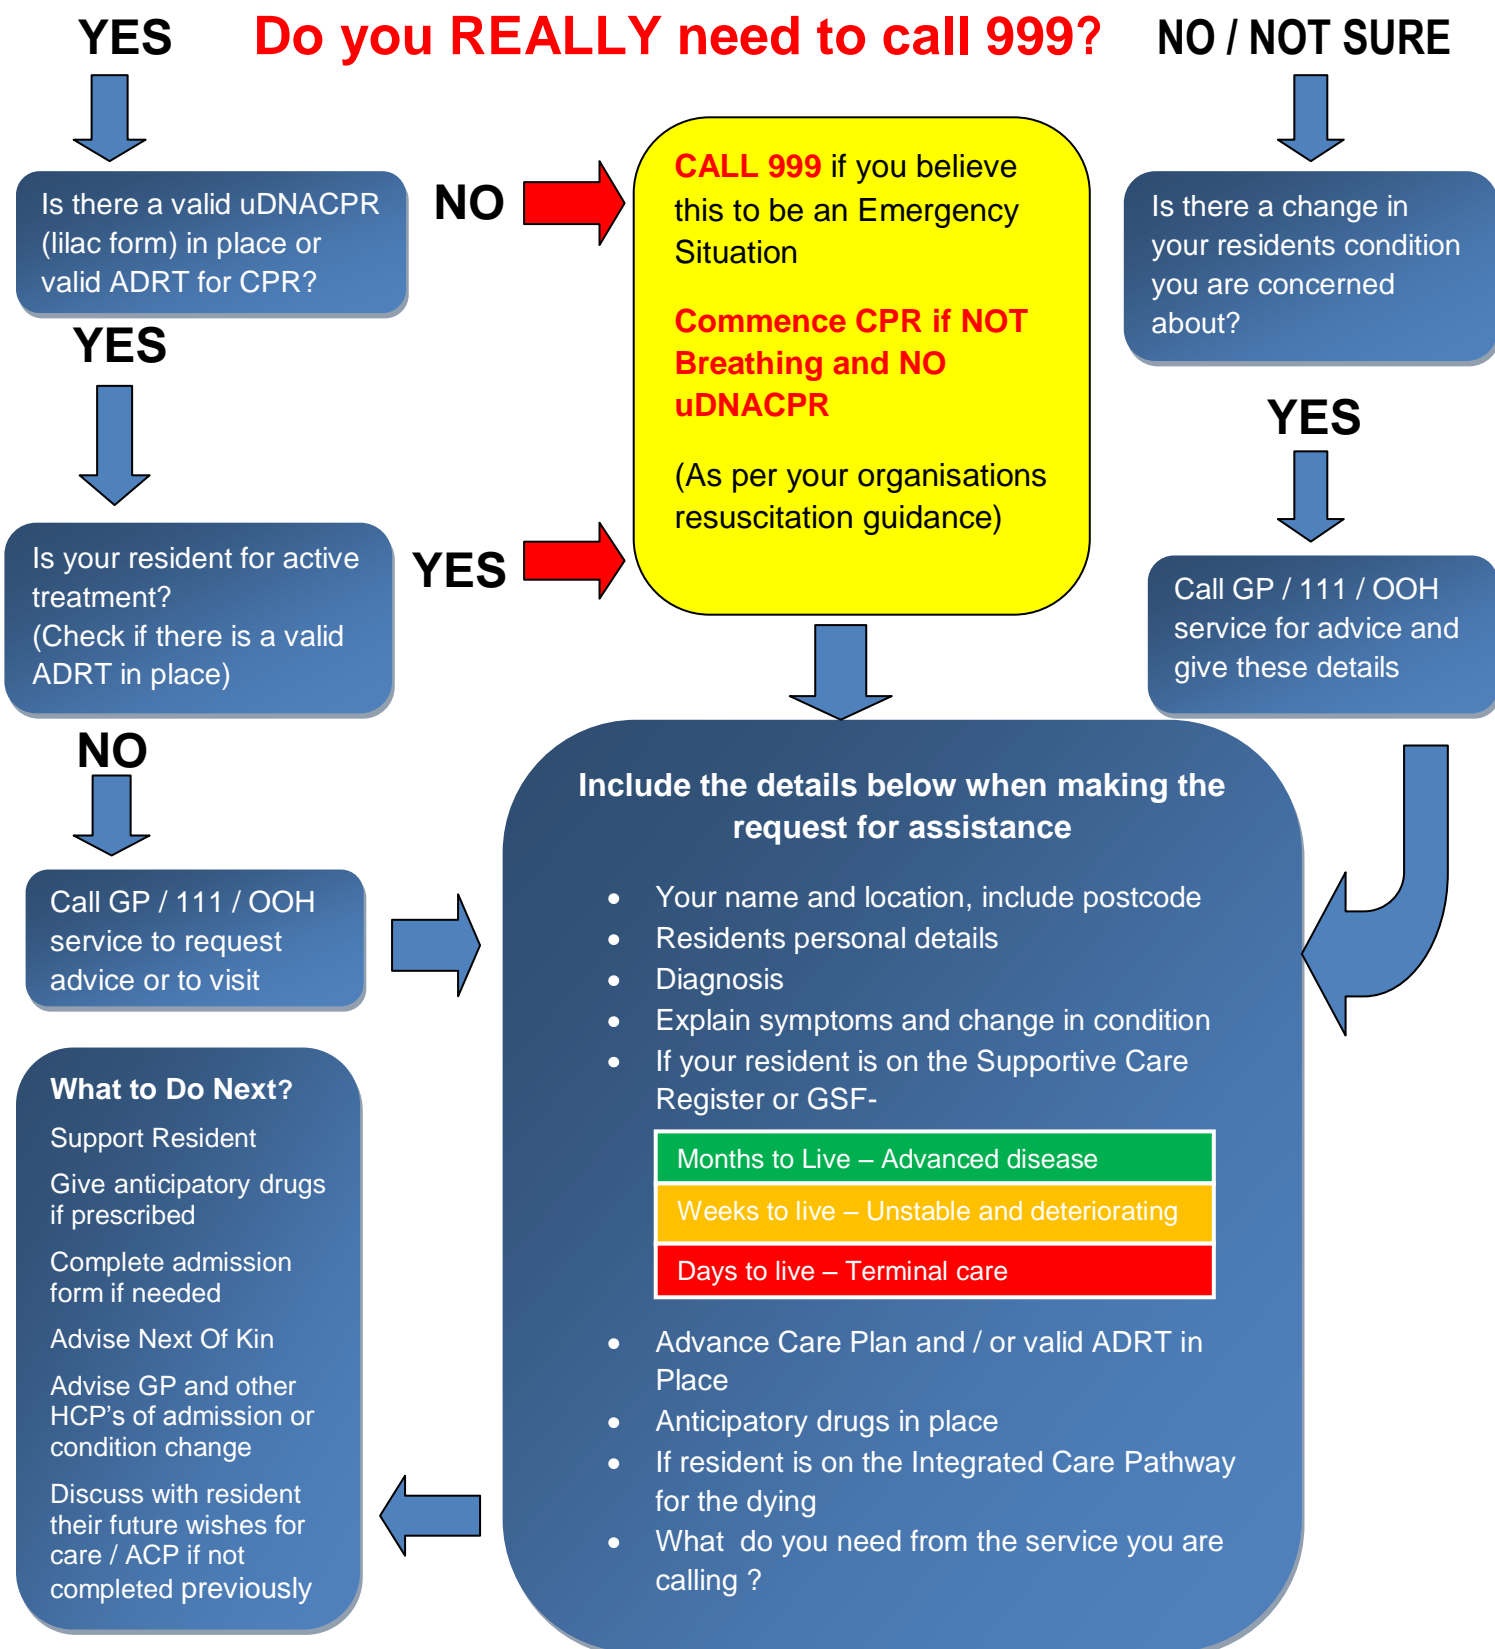 YES
Do you REALLY need to call 999?
NO / NOT SURE
Is there a valid uDNACPR
(lilac form) in place or
valid ADRT for CPR?
NO
CALL 999 if you believe
this to be an Emergency
Situation
Commence CPR if NOT
Breathing and NO
uDNACPR
(As per your organisations
resuscitation guidance)
Is there a change in
your residents condition
you are concerned
about?
YES
YES
Is your resident for active
treatment?
(Check if there is a valid
ADRT in place)
YES
Call GP / 111 / OOH
service for advice and
give these details
NO
Call GP / 111 / OOH
service to request
advice or to visit
Include the details below when making the
request for assistance
• Your name and location, include postcode
• Residents personal details
• Diagnosis
• Explain symptoms and change in condition
• If your resident is on the Supportive Care
Register or GSF-
Months to Live – Advanced disease
Weeks to live – Unstable and deteriorating
Days to live – Terminal care
• Advance Care Plan and / or valid ADRT in
Place
• Anticipatory drugs in place
• If resident is on the Integrated Care Pathway
for the dying
• What  do you need from the service you are
calling ?
What to Do Next?
Support Resident
Give anticipatory drugs
if prescribed
Complete admission
form if needed
Advise Next Of Kin
Advise GP and other
HCP's of admission or
condition change
Discuss with resident
their future wishes for
care / ACP if not
completed previously